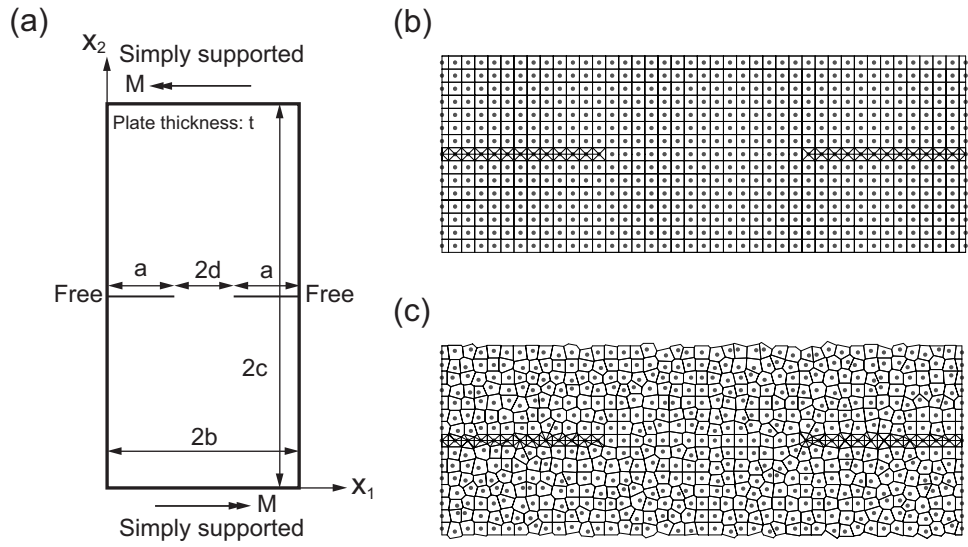 (a)
x2
Simply supported
M
Plate thickness: t
a
2d
a
Free
Free
2c
2b
x1
M
Simply supported
(b)
(c)